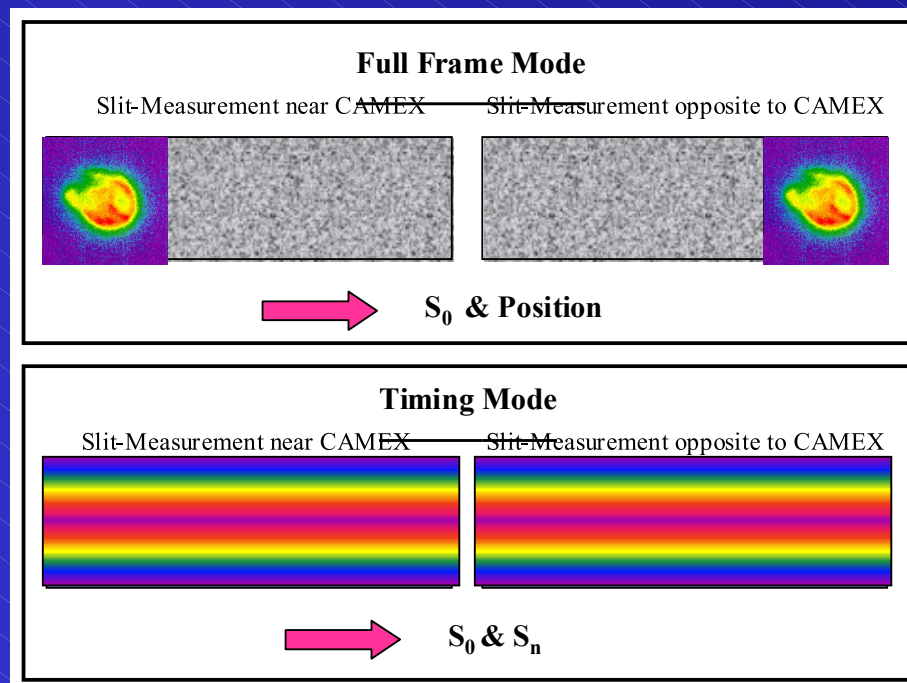 Full Frame Mode
Slit-Measurement near CAMEX Slit-Measurement opposite to CAMEX
S₀ & Position
Timing Mode
Slit-Measurement near CAMEX Slit-Measurement opposite to CAMEX
S₀ & Sₙ